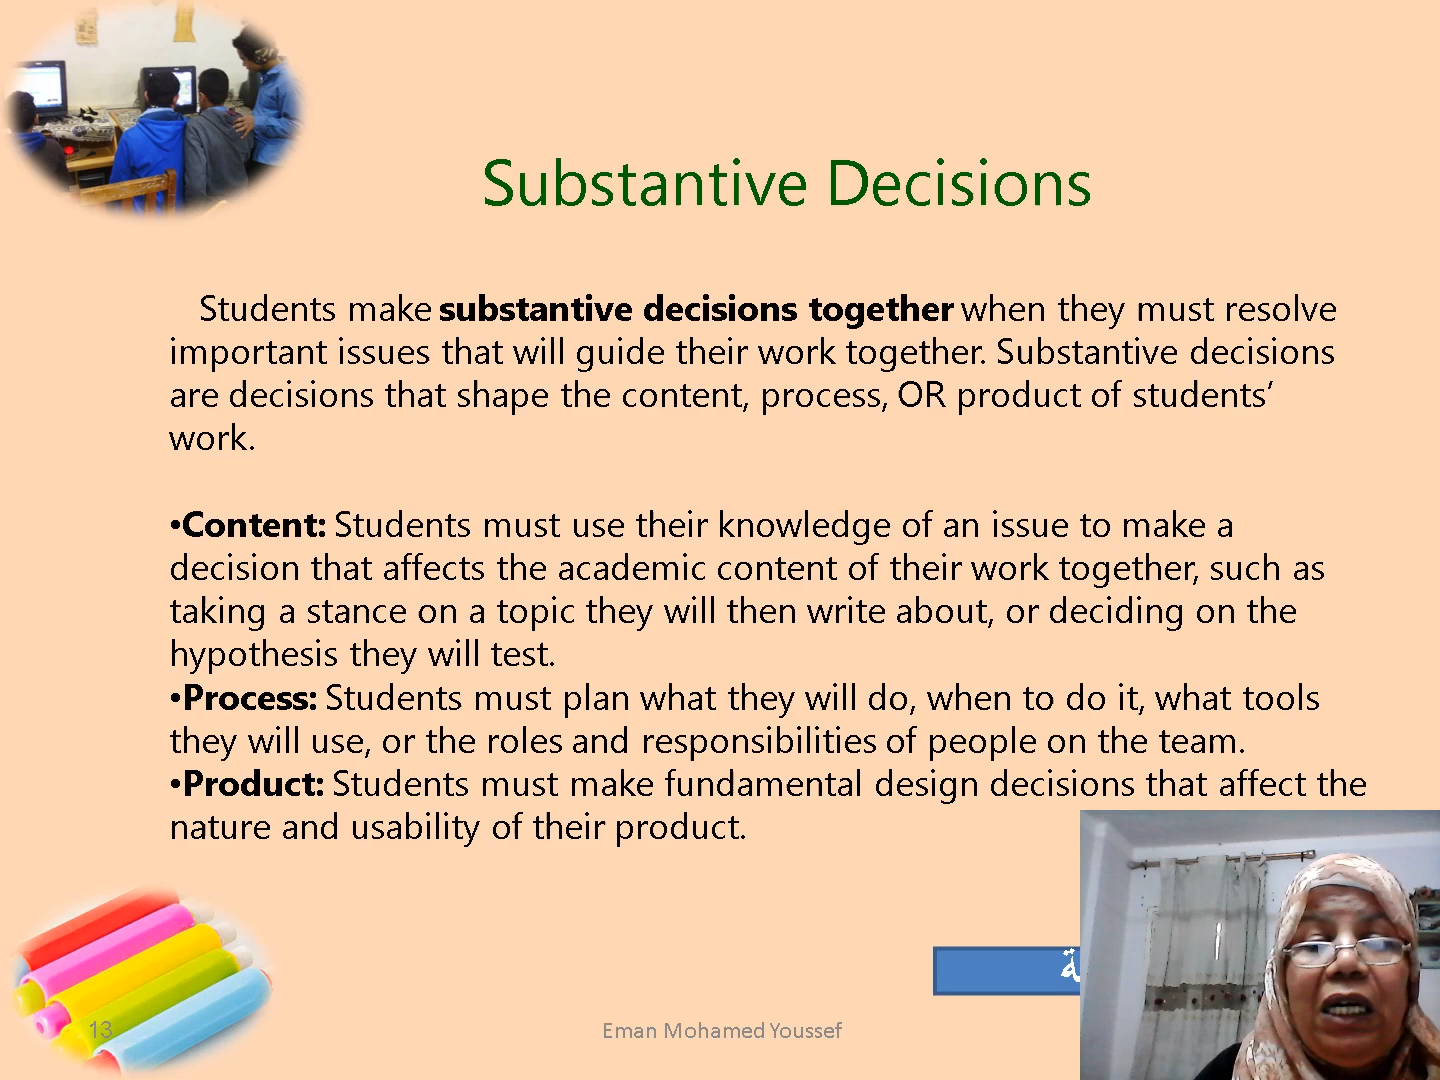 Substantive Decisions
Students make substantive decisions together when they must resolve
important issues that will guide their work together. Substantive decisions
are decisions that shape the content, process, OR product of students’
work.
•Content: Students must use their knowledge of an issue to make a
decision that affects the academic content of their work together, such as
taking a stance on a topic they will then write about, or deciding on the
hypothesis they will test.
•Process: Students must plan what they will do, when to do it, what tools
they will use, or the roles and responsibilities of people on the team.
•Product: Students must make fundamental design decisions that affect the
nature and usability of their product.
13
Eman Mohamed Youssef